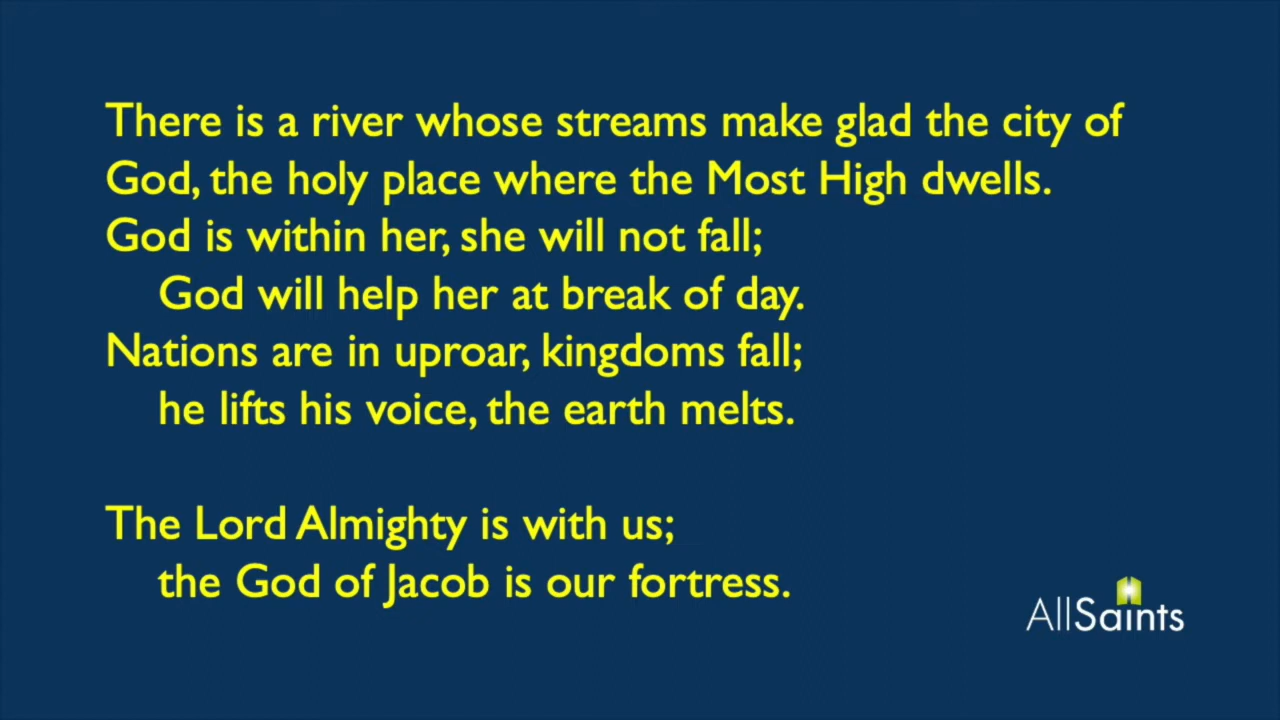 There is a river whose streams make glad the city of
God, the holy place where the Most High dwells.
God is within her, she will not fall;
God will help her at break of day.
Nations are in uproar, kingdoms fall;
he lifts his voice, the earth melts.
The Lord Almighty is with us;
the God of Jacob is our fortress.
AllSaints